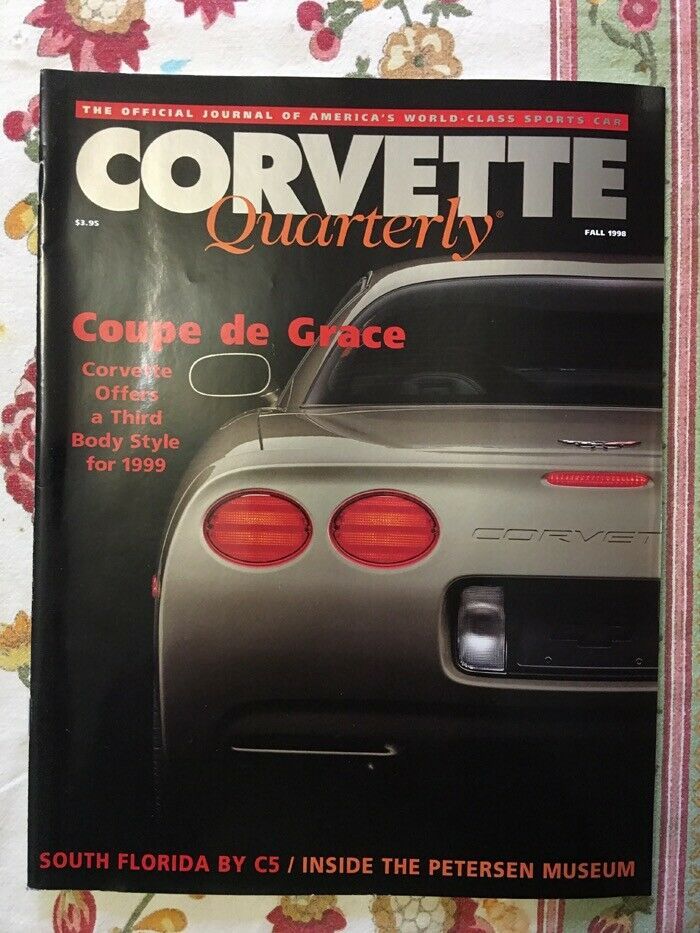 THE OFFICIAL JOURNAL OF AMERICA'S WORLD-CLASS SPORTS CAR
CORVETTE
Quarterly®
$3.95
FALL 1998
Coupe de Grace
Corvette
Offers
a Third
Body Style
for 1999
CORVET
SOUTH FLORIDA BY C5 / INSIDE THE PETERSEN MUSEUM